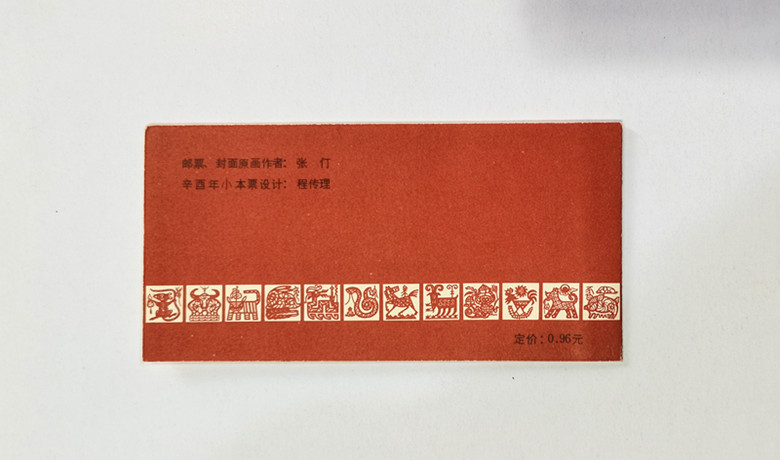 邮票、封面原画作者：张 仃
辛酉年小本票设计：程传理
定价：0.96元